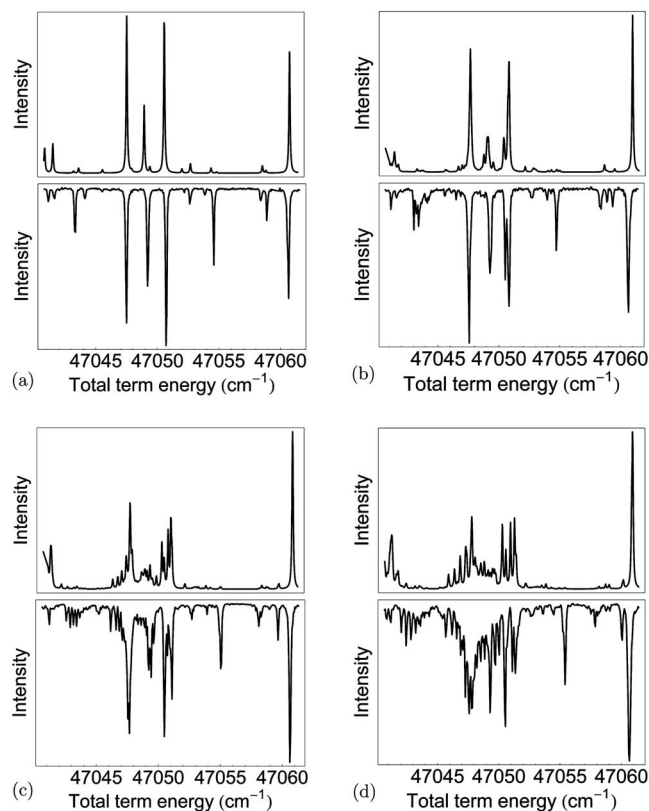 Intensity
Intensity
47045 47050 47055 47060
(a) Total term energy (cm⁻¹)
Intensity
Intensity
47045 47050 47055 47060
(b) Total term energy (cm⁻¹)
Intensity
Intensity
47045 47050 47055 47060
(c) Total term energy (cm⁻¹)
Intensity
Intensity
47045 47050 47055 47060
(d) Total term energy (cm⁻¹)